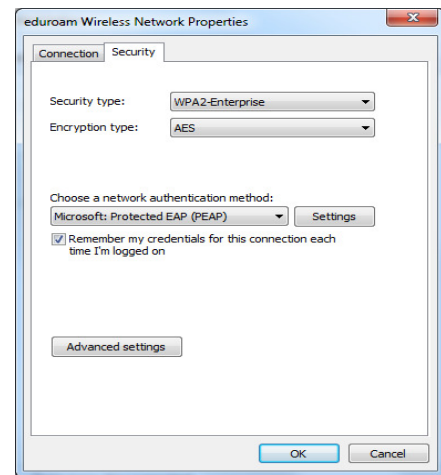 eduroam Wireless Network Properties
Connection Security
Security type: WPA2-Enterprise
Encryption type: AES
Choose a network authentication method:
Microsoft: Protected EAP (PEAP) Settings
Remember my credentials for this connection each
time I'm logged on
Advanced settings
OK Cancel